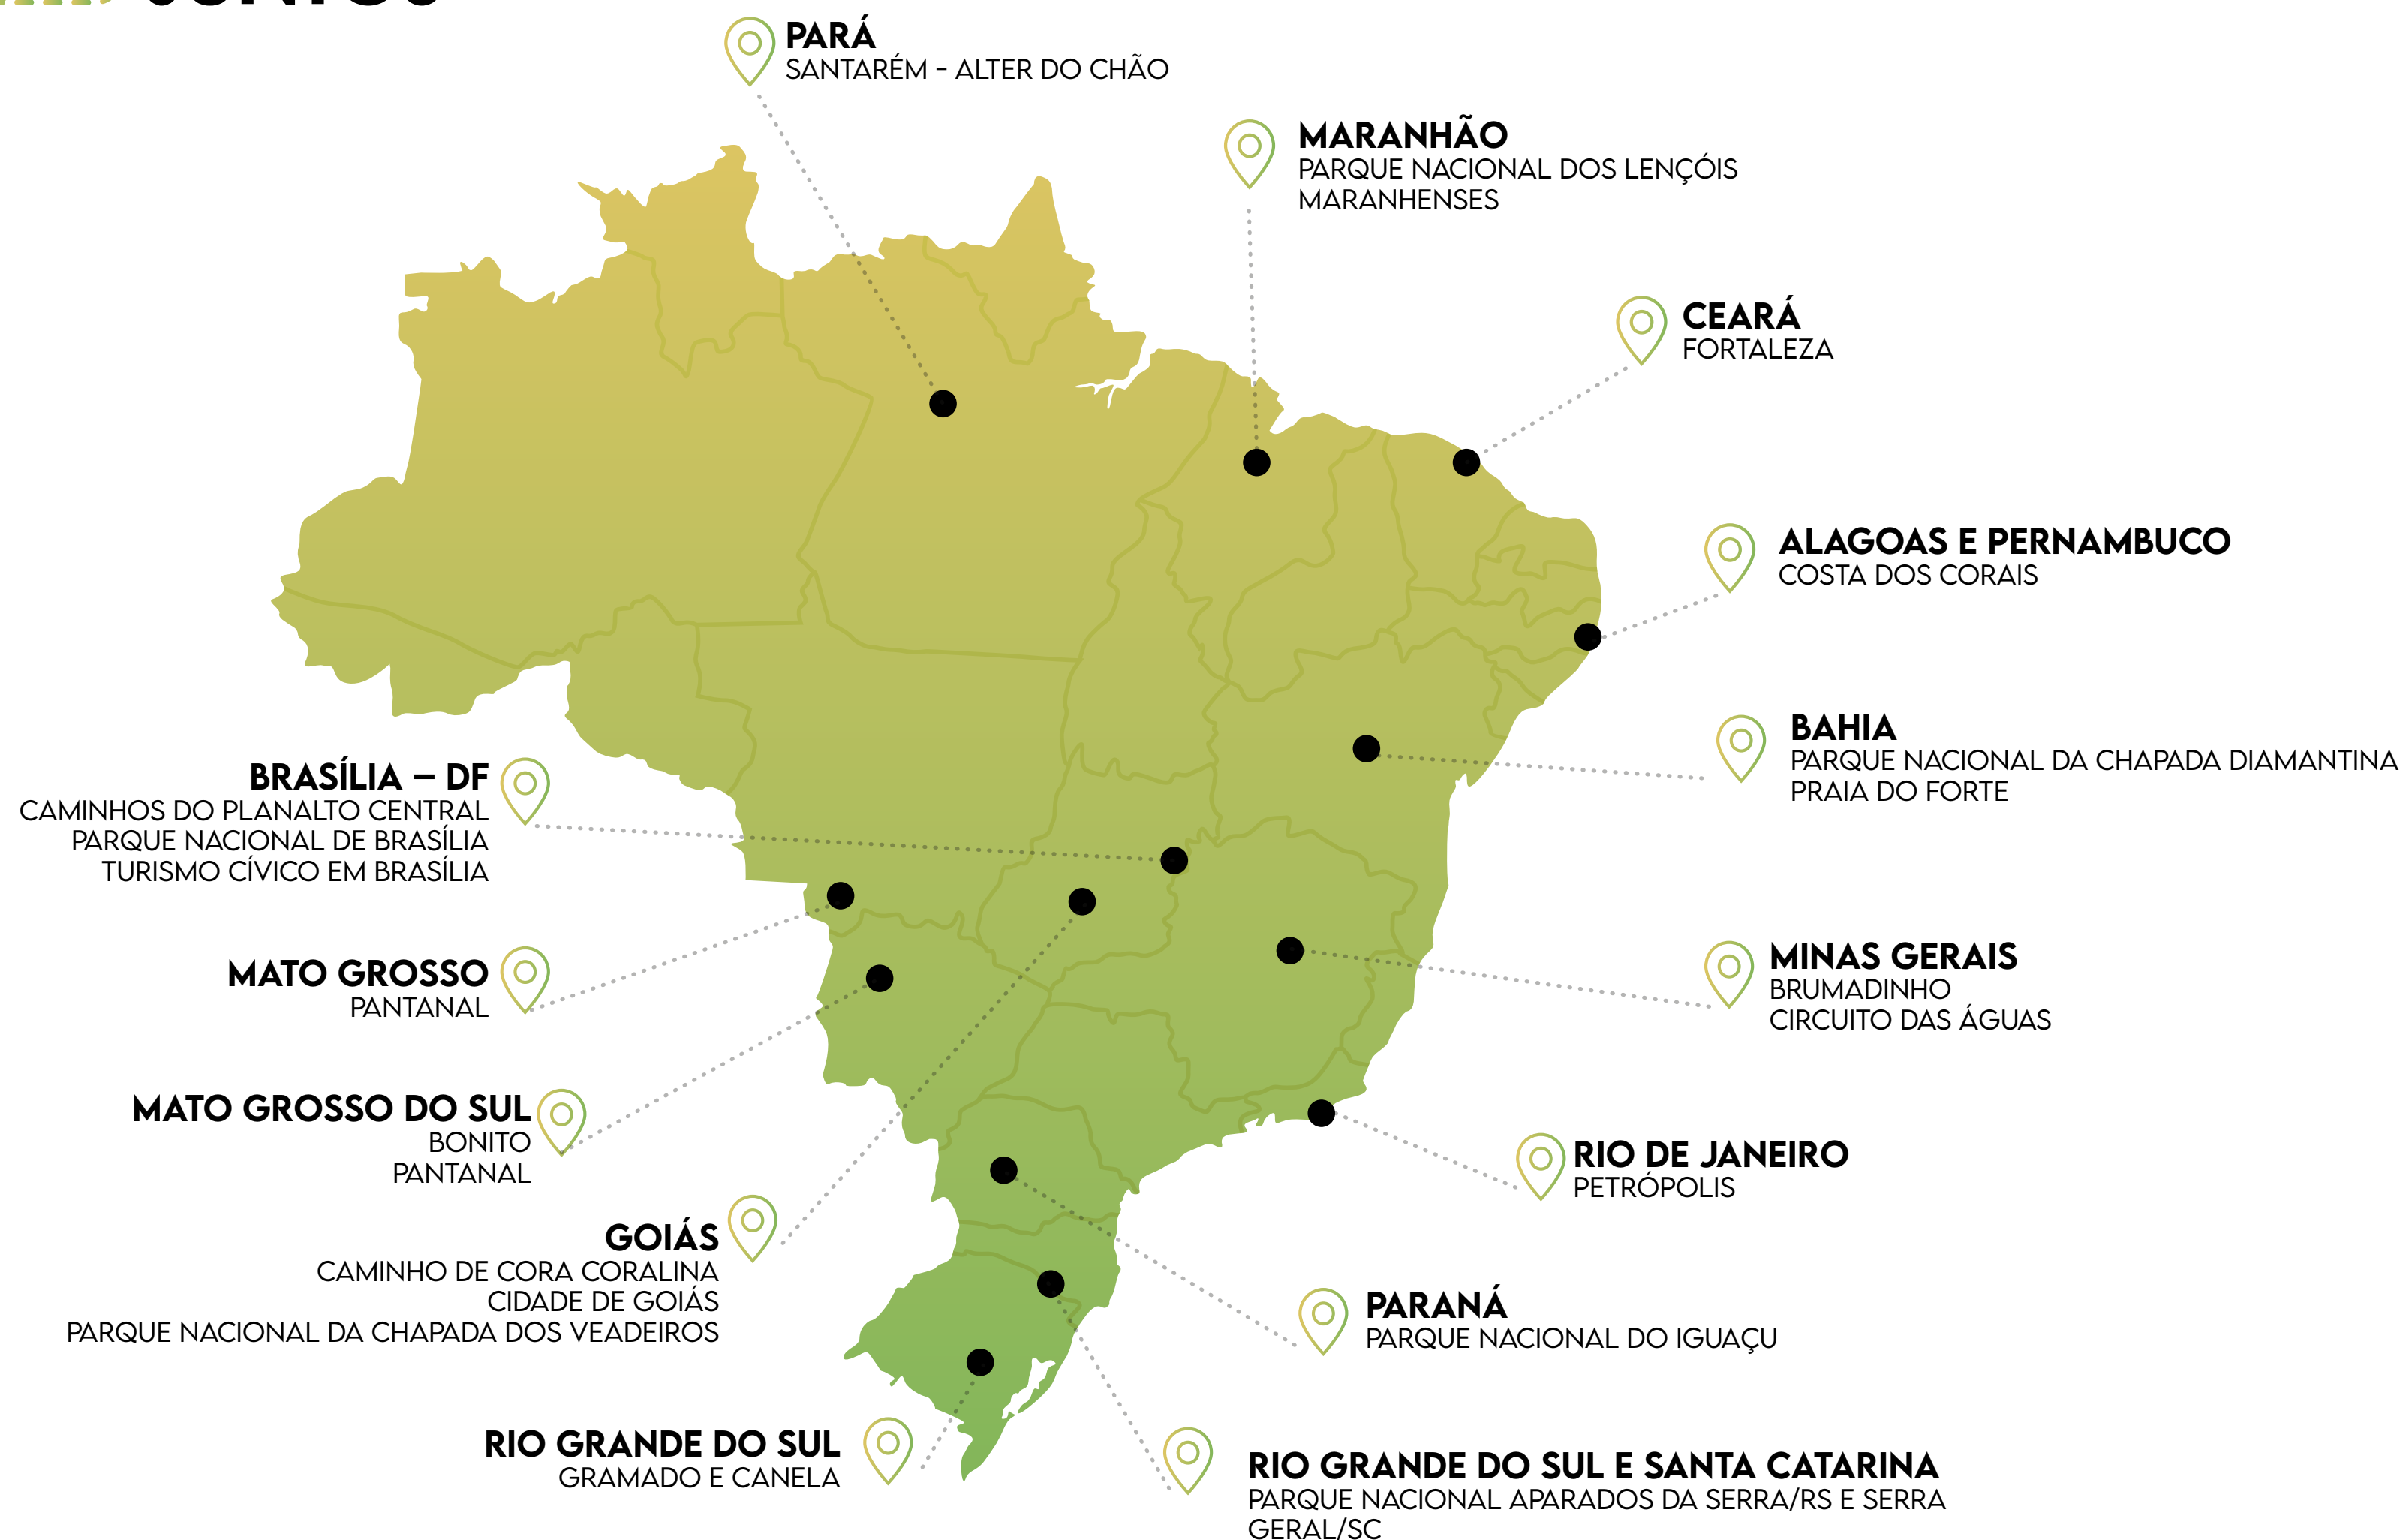 PARÁ
SANTARÉM - ALTER DO CHÃO
MARANHÃO
PARQUE NACIONAL DOS LENÇÓIS
MARANHENSES
CEARÁ
FORTALEZA
ALAGOAS E PERNAMBUCO
COSTA DOS CORAIS
BAHIA
PARQUE NACIONAL DA CHAPADA DIAMANTINA
PRAIA DO FORTE
BRASÍLIA – DF
CAMINHOS DO PLANALTO CENTRAL
PARQUE NACIONAL DE BRASÍLIA
TURISMO CÍVICO EM BRASÍLIA
MATO GROSSO
PANTANAL
MINAS GERAIS
BRUMADINHO
CIRCUITO DAS ÁGUAS
MATO GROSSO DO SUL
BONITO
PANTANAL
RIO DE JANEIRO
PETRÓPOLIS
GOIÁS
CAMINHO DE CORA CORALINA
CIDADE DE GOIÁS
PARQUE NACIONAL DA CHAPADA DOS VEADEIROS
PARANÁ
PARQUE NACIONAL DO IGUAÇU
RIO GRANDE DO SUL
GRAMADO E CANELA
RIO GRANDE DO SUL E SANTA CATARINA
PARQUE NACIONAL APARADOS DA SERRA/RS E SERRA
GERAL/SC